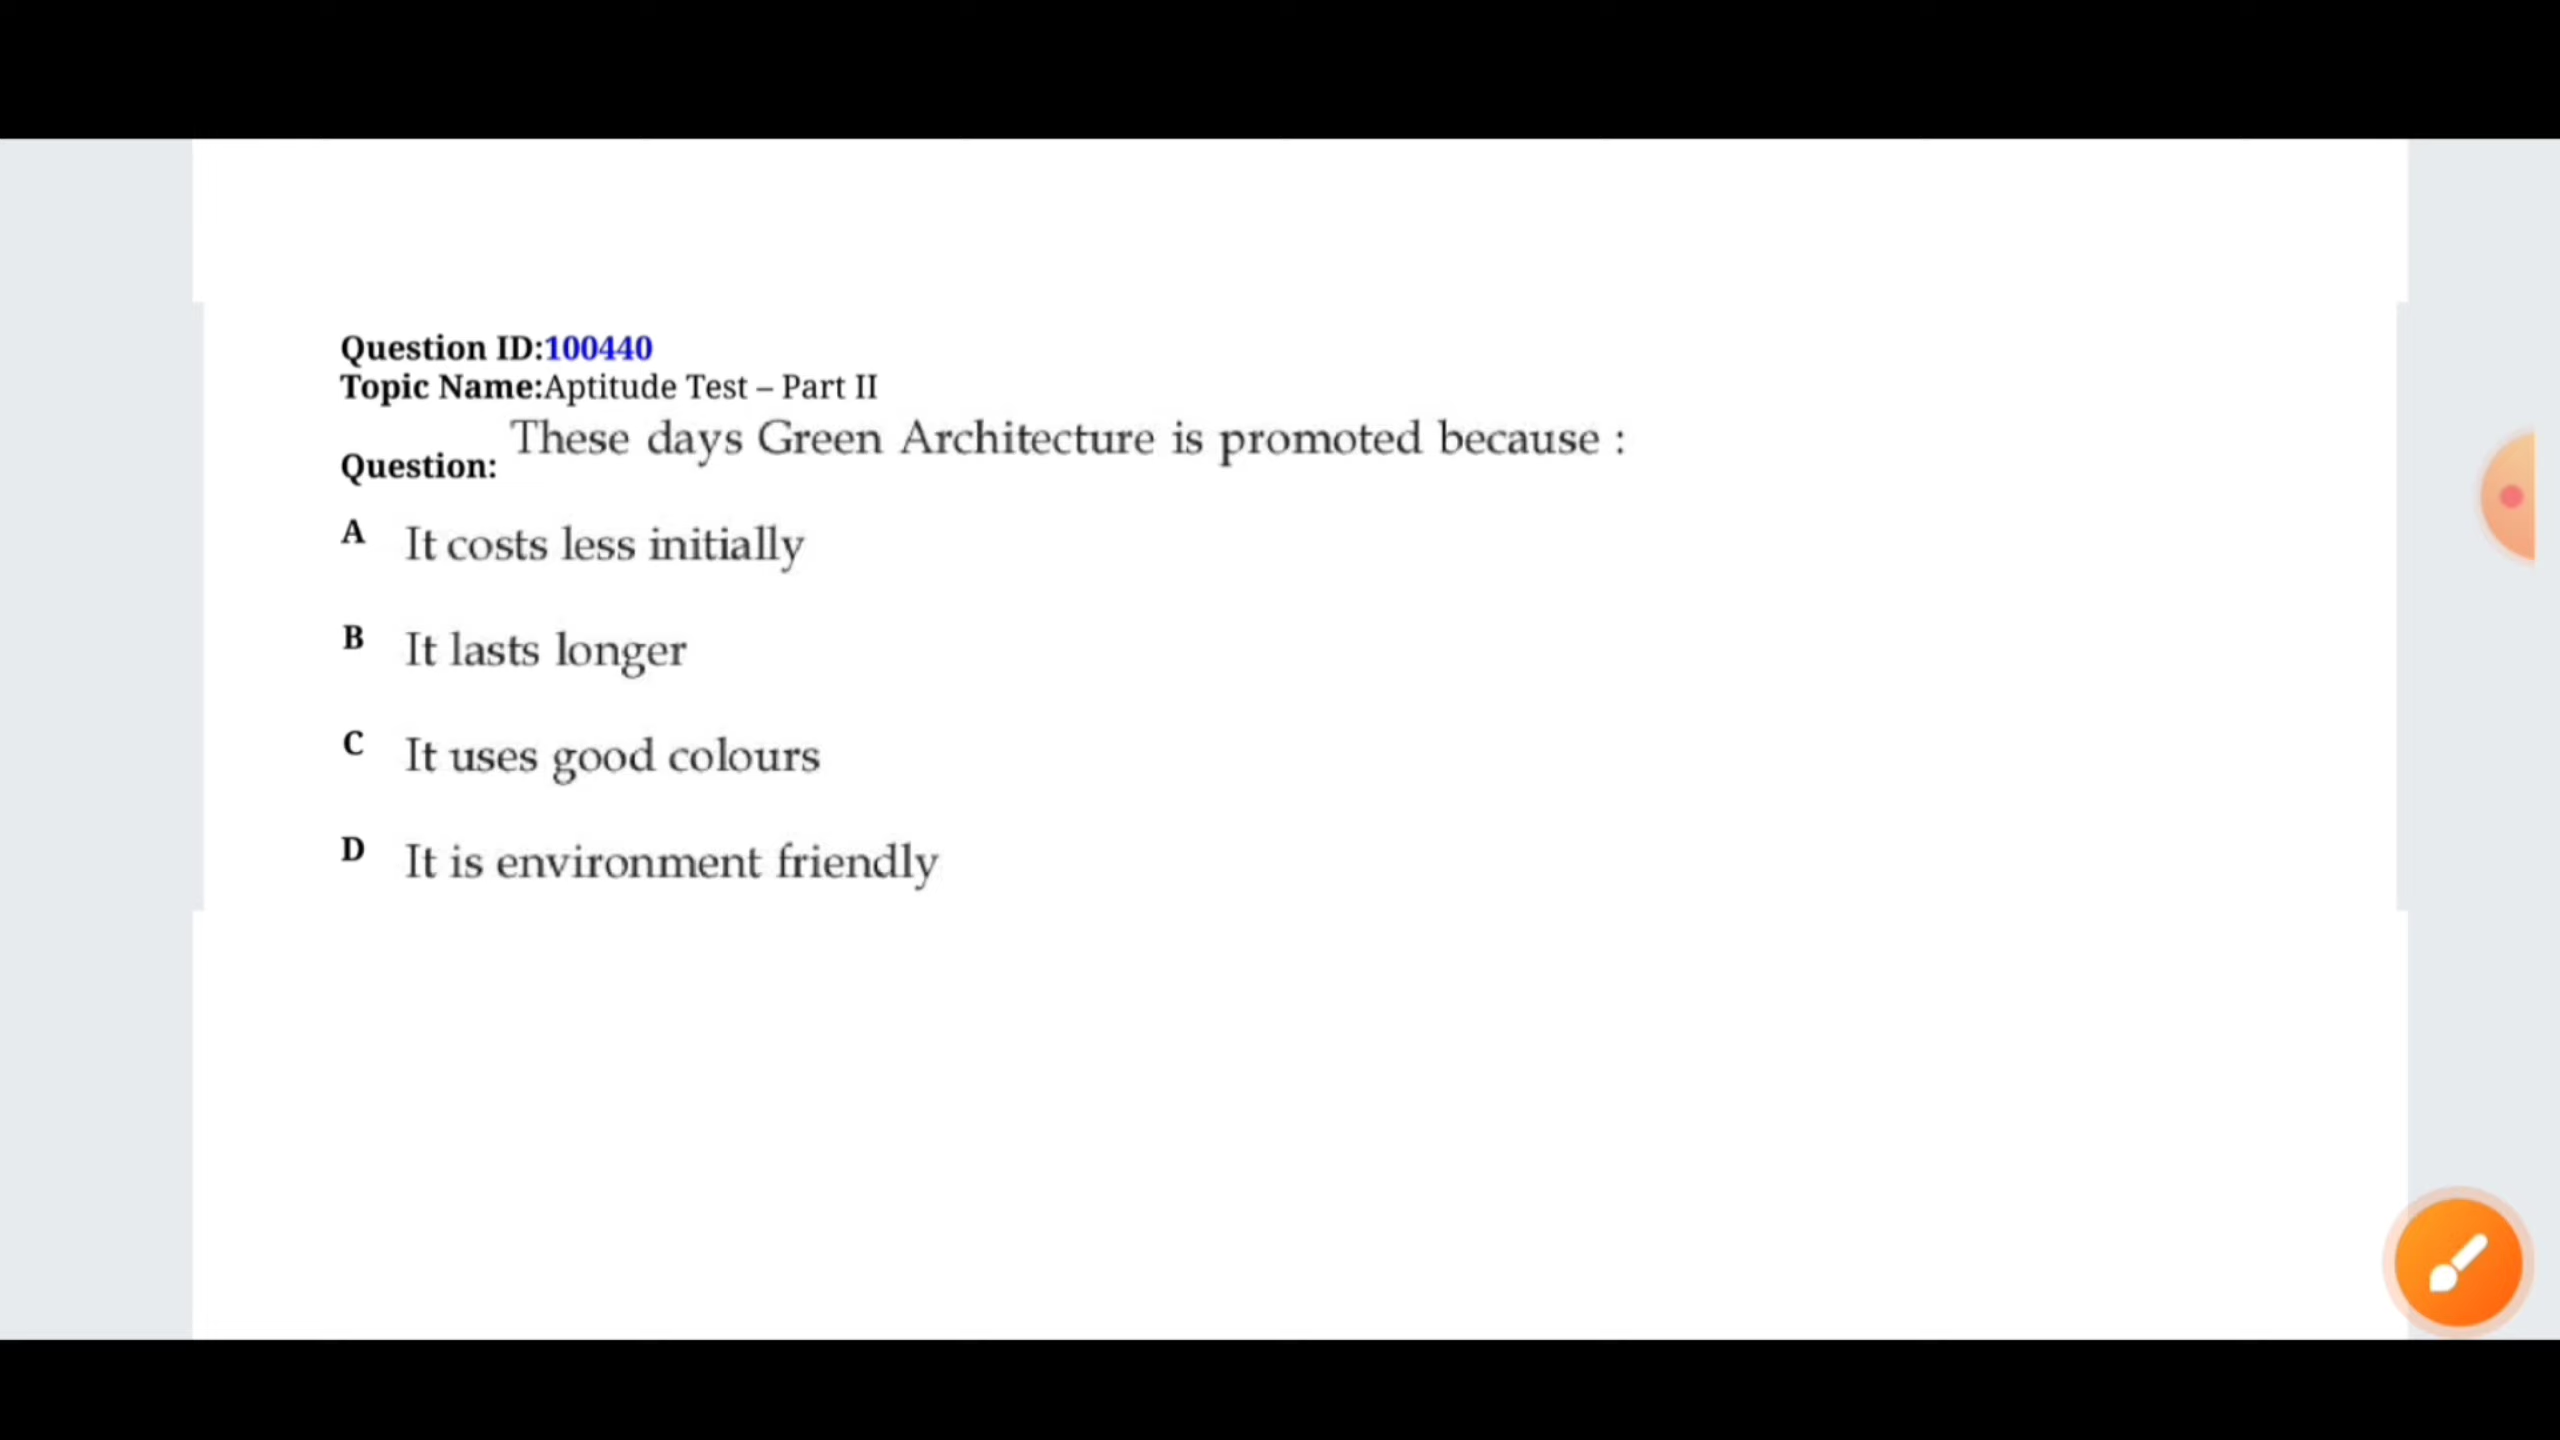 Question ID:100440
Topic Name:Aptitude Test – Part II
Question: These days Green Architecture is promoted because :
A It costs less initially
B It lasts longer
C It uses good colours
D It is environment friendly